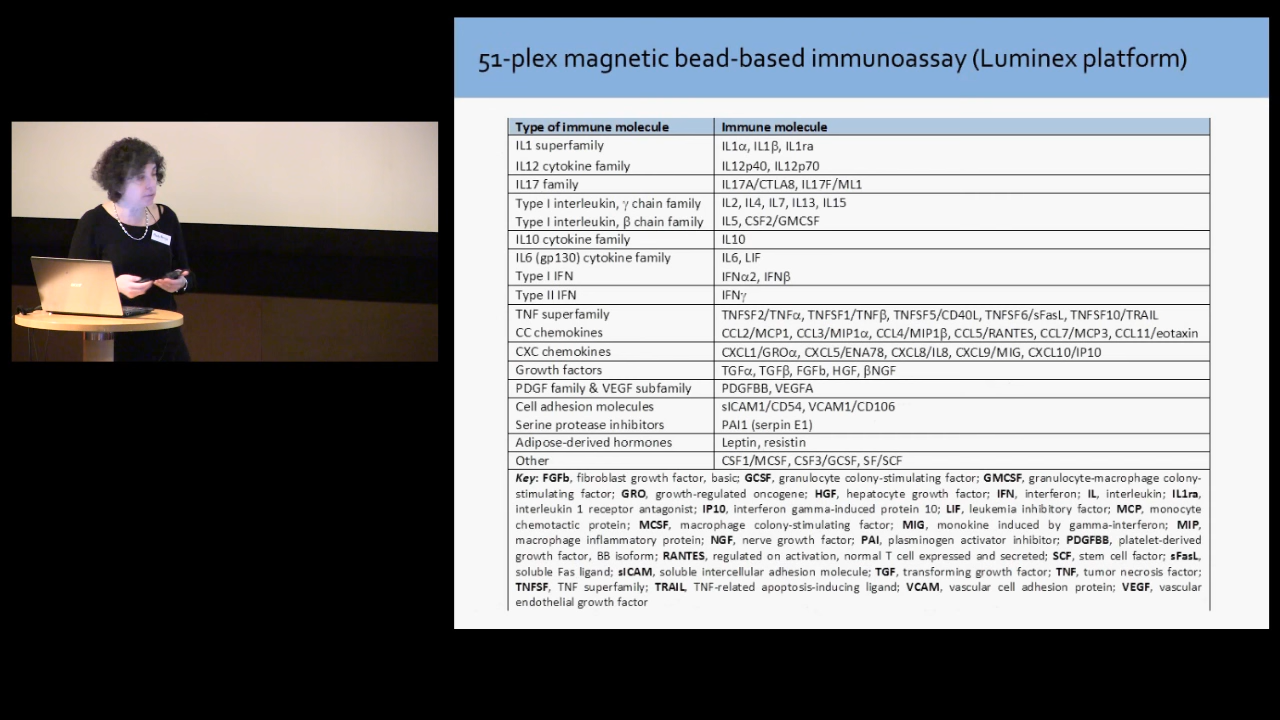 51-plex magnetic bead-based immunoassay (Luminex platform)
Type of immune molecule Immune molecule
IL1 superfamily IL1α, IL1β, IL1ra
IL12 cytokine family IL12p40, IL12p70
IL17 family IL17A/CTLA8, IL17F/ML1
Type I interleukin, γ chain family IL2, IL4, IL7, IL13, IL15
Type I interleukin, β chain family IL5, CSF2/GMCSF
IL10 cytokine family IL10
IL6 (gp130) cytokine family IL6, LIF
Type I IFN IFNα2, IFNβ
Type II IFN IFNγ
TNF superfamily TNFSF2/TNFα, TNFSF1/TNFβ, TNFSF5/CD40L, TNFSF6/sFasL, TNFSF10/TRAIL
CC chemokines CCL2/MCP1, CCL3/MIP1α, CCL4/MIP1β, CCL5/RANTES, CCL7/MCP3, CCL11/eotaxin
CXC chemokines CXCL1/GROα, CXCL5/ENA78, CXCL8/IL8, CXCL9/MIG, CXCL10/IP10
Growth factors TGFα, TGFβ, FGFb, HGF, βNGF
PDGF family & VEGF subfamily PDGFBB, VEGFA
Cell adhesion molecules sICAM1/CD54, VCAM1/CD106
Serine protease inhibitors PAI1 (serpin E1)
Adipose-derived hormones Leptin, resistin
Other CSF1/MCSF, CSF3/GCSF, SF/SCF
Key: FGFb, fibroblast growth factor, basic; GCSF, granulocyte colony-stimulating factor; GMCSF, granulocyte-macrophage colony-
stimulating factor; GRO, growth-regulated oncogene; HGF, hepatocyte growth factor; IFN, interferon; IL, interleukin; IL1ra,
interleukin 1 receptor antagonist; IP10, interferon gamma-induced protein 10; LIF, leukemia inhibitory factor; MCP, monocyte
chemotactic protein; MCSF, macrophage colony-stimulating factor; MIG, monokine induced by gamma-interferon; MIP,
macrophage inflammatory protein; NGF, nerve growth factor; PAI, plasminogen activator inhibitor; PDGFBB, platelet-derived
growth factor, BB isoform; RANTES, regulated on activation, normal T cell expressed and secreted; SCF, stem cell factor; sFasL,
soluble Fas ligand; sICAM, soluble intercellular adhesion molecule; TGF, transforming growth factor; TNF, tumor necrosis factor;
TNFSF, TNF superfamily; TRAIL, TNF-related apoptosis-inducing ligand; VCAM, vascular cell adhesion protein; VEGF, vascular
endothelial growth factor